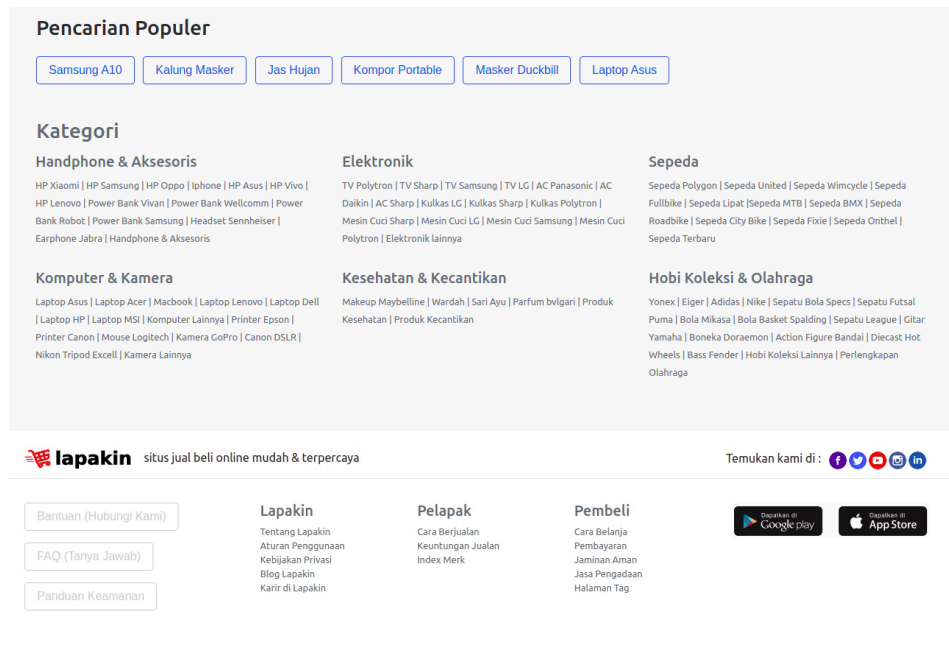 Pencarian Populer
Samsung A10 Kalung Masker Jas Hujan Kompor Portable Masker Duckbill Laptop Asus
Kategori
Handphone & Aksesoris
HP Xiaomi | HP Samsung | HP Oppo | Iphone | HP Asus | HP Vivo |
HP Lenovo | Power Bank Vivan | Power Bank Wellcomm | Power
Bank Robot | Power Bank Samsung | Headset Sennheiser |
Earphone Jabra | Handphone & Aksesoris
Elektronik
TV Polytron | TV Sharp | TV Samsung | TV LG | AC Panasonic | AC
Daikin | AC Sharp | Kulkas LG | Kulkas Sharp | Kulkas Polytron |
Mesin Cuci Sharp | Mesin Cuci LG | Mesin Cuci Samsung | Mesin Cuci
Polytron | Elektronik lainnya
Sepeda
Sepeda Polygon | Sepeda United | Sepeda Wimcycle | Sepeda
Fullbike | Sepeda Lipat |Sepeda MTB | Sepeda BMX | Sepeda
Roadbike | Sepeda City Bike | Sepeda Fixie | Sepeda Onthel |
Sepeda Terbaru
Komputer & Kamera
Laptop Asus | Laptop Acer | Macbook | Laptop Lenovo | Laptop Dell
| Laptop HP | Laptop MSI | Komputer Lainnya | Printer Epson |
Printer Canon | Mouse Logitech | Kamera GoPro | Canon DSLR |
Nikon Tripod Excell | Kamera Lainnya
Kesehatan & Kecantikan
Makeup Maybelline | Wardah | Sari Ayu | Parfum bvlgari | Produk
Kesehatan | Produk Kecantikan
Hobi Koleksi & Olahraga
Yonex | Eiger | Adidas | Nike | Sepatu Bola Specs | Sepatu Futsal
Puma | Bola Mikasa | Bola Basket Spalding | Sepatu League | Gitar
Yamaha | Boneka Doraemon | Action Figure Bandai | Diecast Hot
Wheels | Bass Fender | Hobi Koleksi Lainnya | Perlengkapan
Olahraga
lapakin situs jual beli online mudah & terpercaya
Temukan kami di :
Bantuan (Hubungi Kami)
FAQ (Tanya Jawab)
Panduan Keamanan
Lapakin
Tentang Lapakin
Aturan Penggunaan
Kebijakan Privasi
Blog Lapakin
Karir di Lapakin
Pelapak
Cara Berjualan
Keuntungan Jualan
Index Merk
Pembeli
Cara Belanja
Pembayaran
Jaminan Aman
Jasa Pengadaan
Halaman Tag
Dapatkan di
Google play
Dapatkan di
App Store